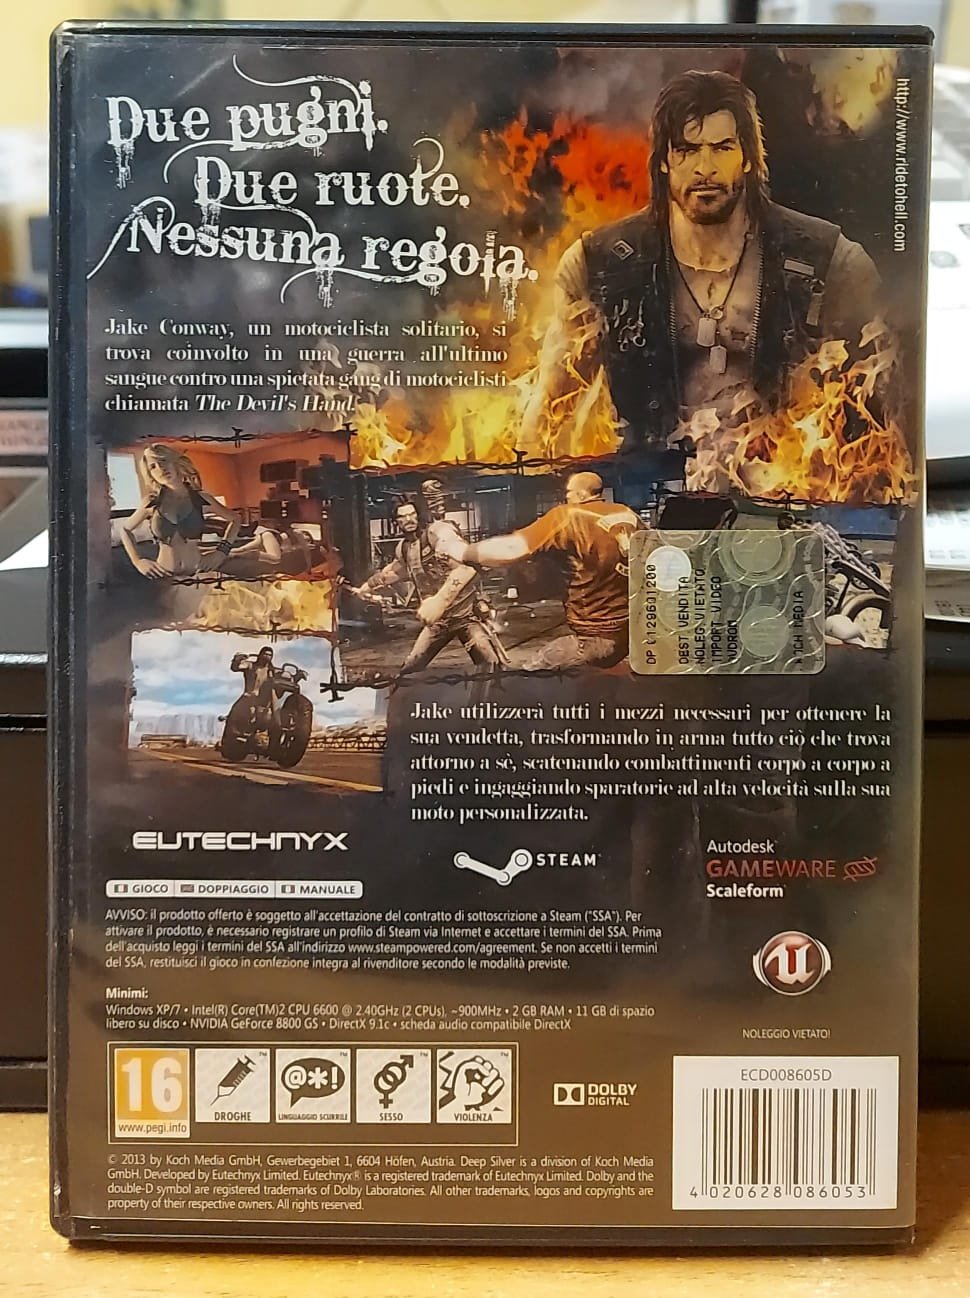 Due pugni.
Due ruote.
Nessuna regola.
http://www.ridetohell.com
Jake Conway, un motociclista solitario, si
trova coinvolto in una guerra all'ultimo
sangue contro una spietata gang di motociclisti
chiamata The Devil's Hand.
DP 1129601200
DEST.VENDITA
NOLEG.VIETATO
IMPORT VIDEO
KOCH MEDIA
Jake utilizzerà tutti i mezzi necessari per ottenere la
sua vendetta, trasformando in arma tutto ciò che trova
attorno a sè, scatenando combattimenti corpo a corpo a
piedi e ingaggiando sparatorie ad alta velocità sulla sua
moto personalizzata.
EUTECHNYX
STEAM™
Autodesk®
GAMEWARE
Scaleform®
GIOCO DOPPIAGGIO MANUALE
AVVISO: il prodotto offerto è soggetto all'accettazione del contratto di sottoscrizione a Steam ("SSA"). Per
attivare il prodotto, è necessario registrare un profilo di Steam via Internet e accettare i termini del SSA. Prima
dell'acquisto leggi i termini del SSA all'indirizzo www.steampowered.com/agreement. Se non accetti i termini
del SSA, restituisci il gioco in confezione integra al rivenditore secondo le modalità previste.
Minimi:
Windows XP/7 • Intel(R) Core(TM)2 CPU 6600 @ 2.40GHz (2 CPUs), ~900MHz • 2 GB RAM • 11 GB di spazio
libero su disco • NVIDIA GeForce 8800 GS • DirectX 9.1c • scheda audio compatibile DirectX
NOLEGGIO VIETATO!
16
www.pegi.info
DROGHE
@*!
LINGUAGGIO SCURRILE
SESSO
VIOLENZA
DOLBY
DIGITAL
ECD008605D
4 020628 086053
© 2013 by Koch Media GmbH, Gewerbegebiet 1, 6604 Höfen, Austria. Deep Silver is a division of Koch Media
GmbH. Developed by Eutechnyx Limited. Eutechnyx® is a registered trademark of Eutechnyx Limited. Dolby and the
double-D symbol are registered trademarks of Dolby Laboratories. All other trademarks, logos and copyrights are
property of their respective owners. All rights reserved.